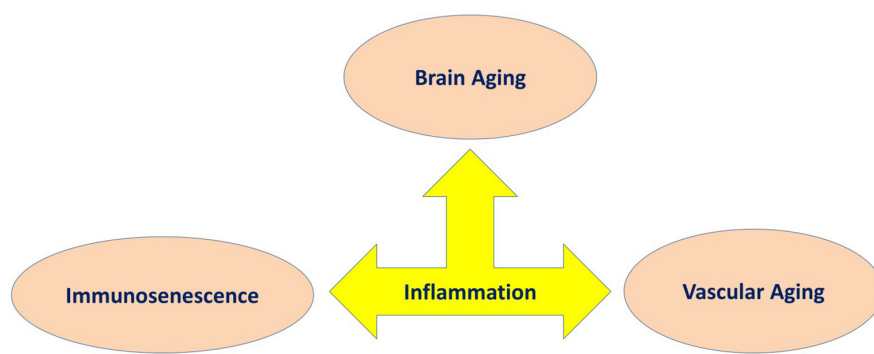 Brain Aging
Immunosenescence
Inflammation
Vascular Aging